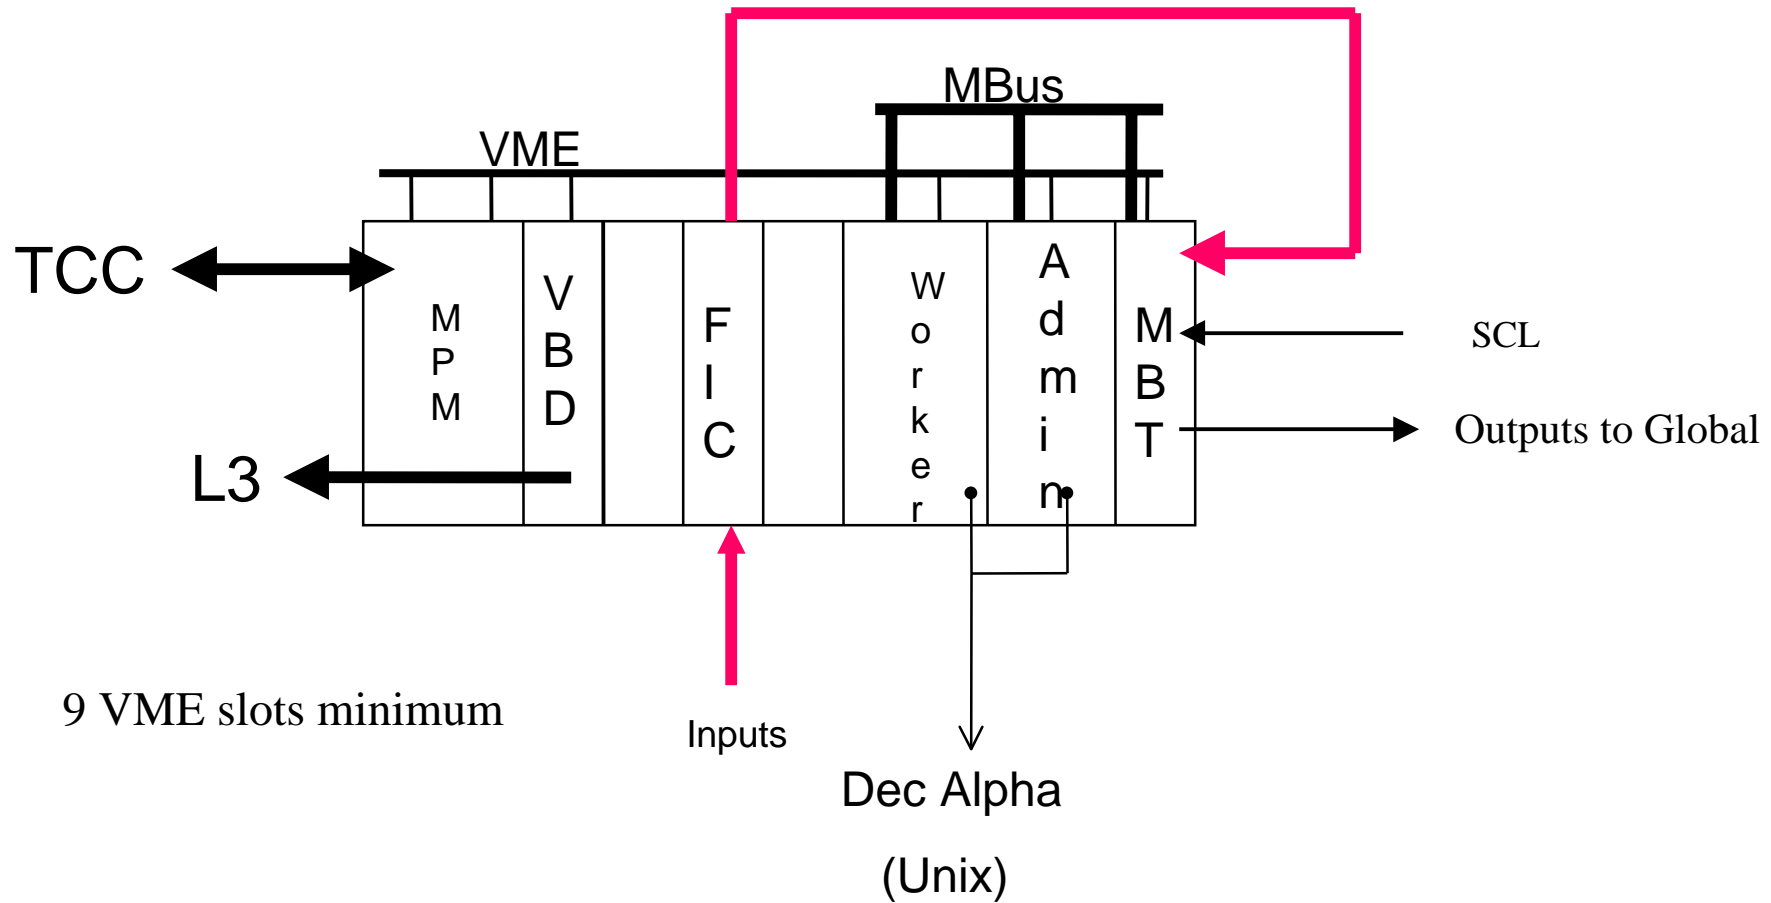 MBus
VME
TCC
MPM
VBD
FIC
Worker
Admin
MBT
SCL
Outputs to Global
L3
9 VME slots minimum
Inputs
Dec Alpha
(Unix)